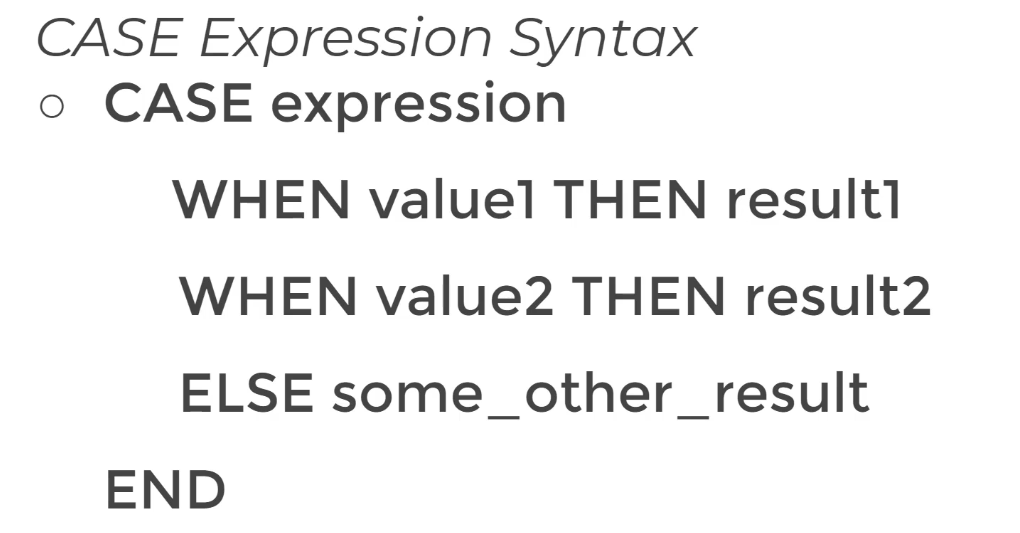 CASE Expression Syntax
○ CASE expression
WHEN value1 THEN result1
WHEN value2 THEN result2
ELSE some_other_result
END